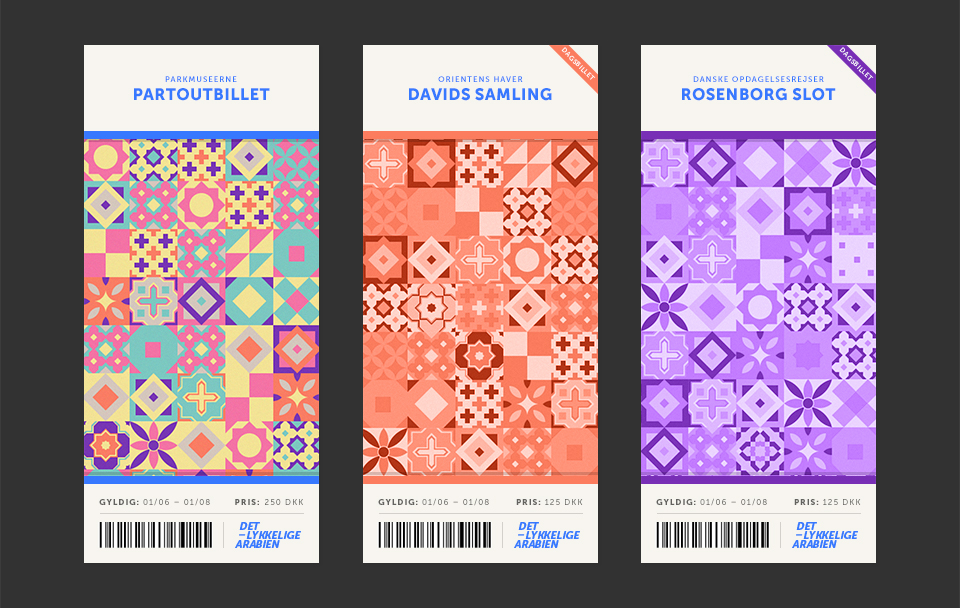 PARKMUSEERNE
PARTOUTBILLET
GYLDIG: 01/06 – 01/08 PRIS: 250 DKK
DET
–LYKKELIGE
ARABIEN
DAGSBILLET
ORIENTENS HAVER
DAVIDS SAMLING
GYLDIG: 01/06 – 01/08 PRIS: 125 DKK
DET
–LYKKELIGE
ARABIEN
DAGSBILLET
DANSKE OPDAGELSESREJSER
ROSENBORG SLOT
GYLDIG: 01/06 – 01/08 PRIS: 125 DKK
DET
–LYKKELIGE
ARABIEN